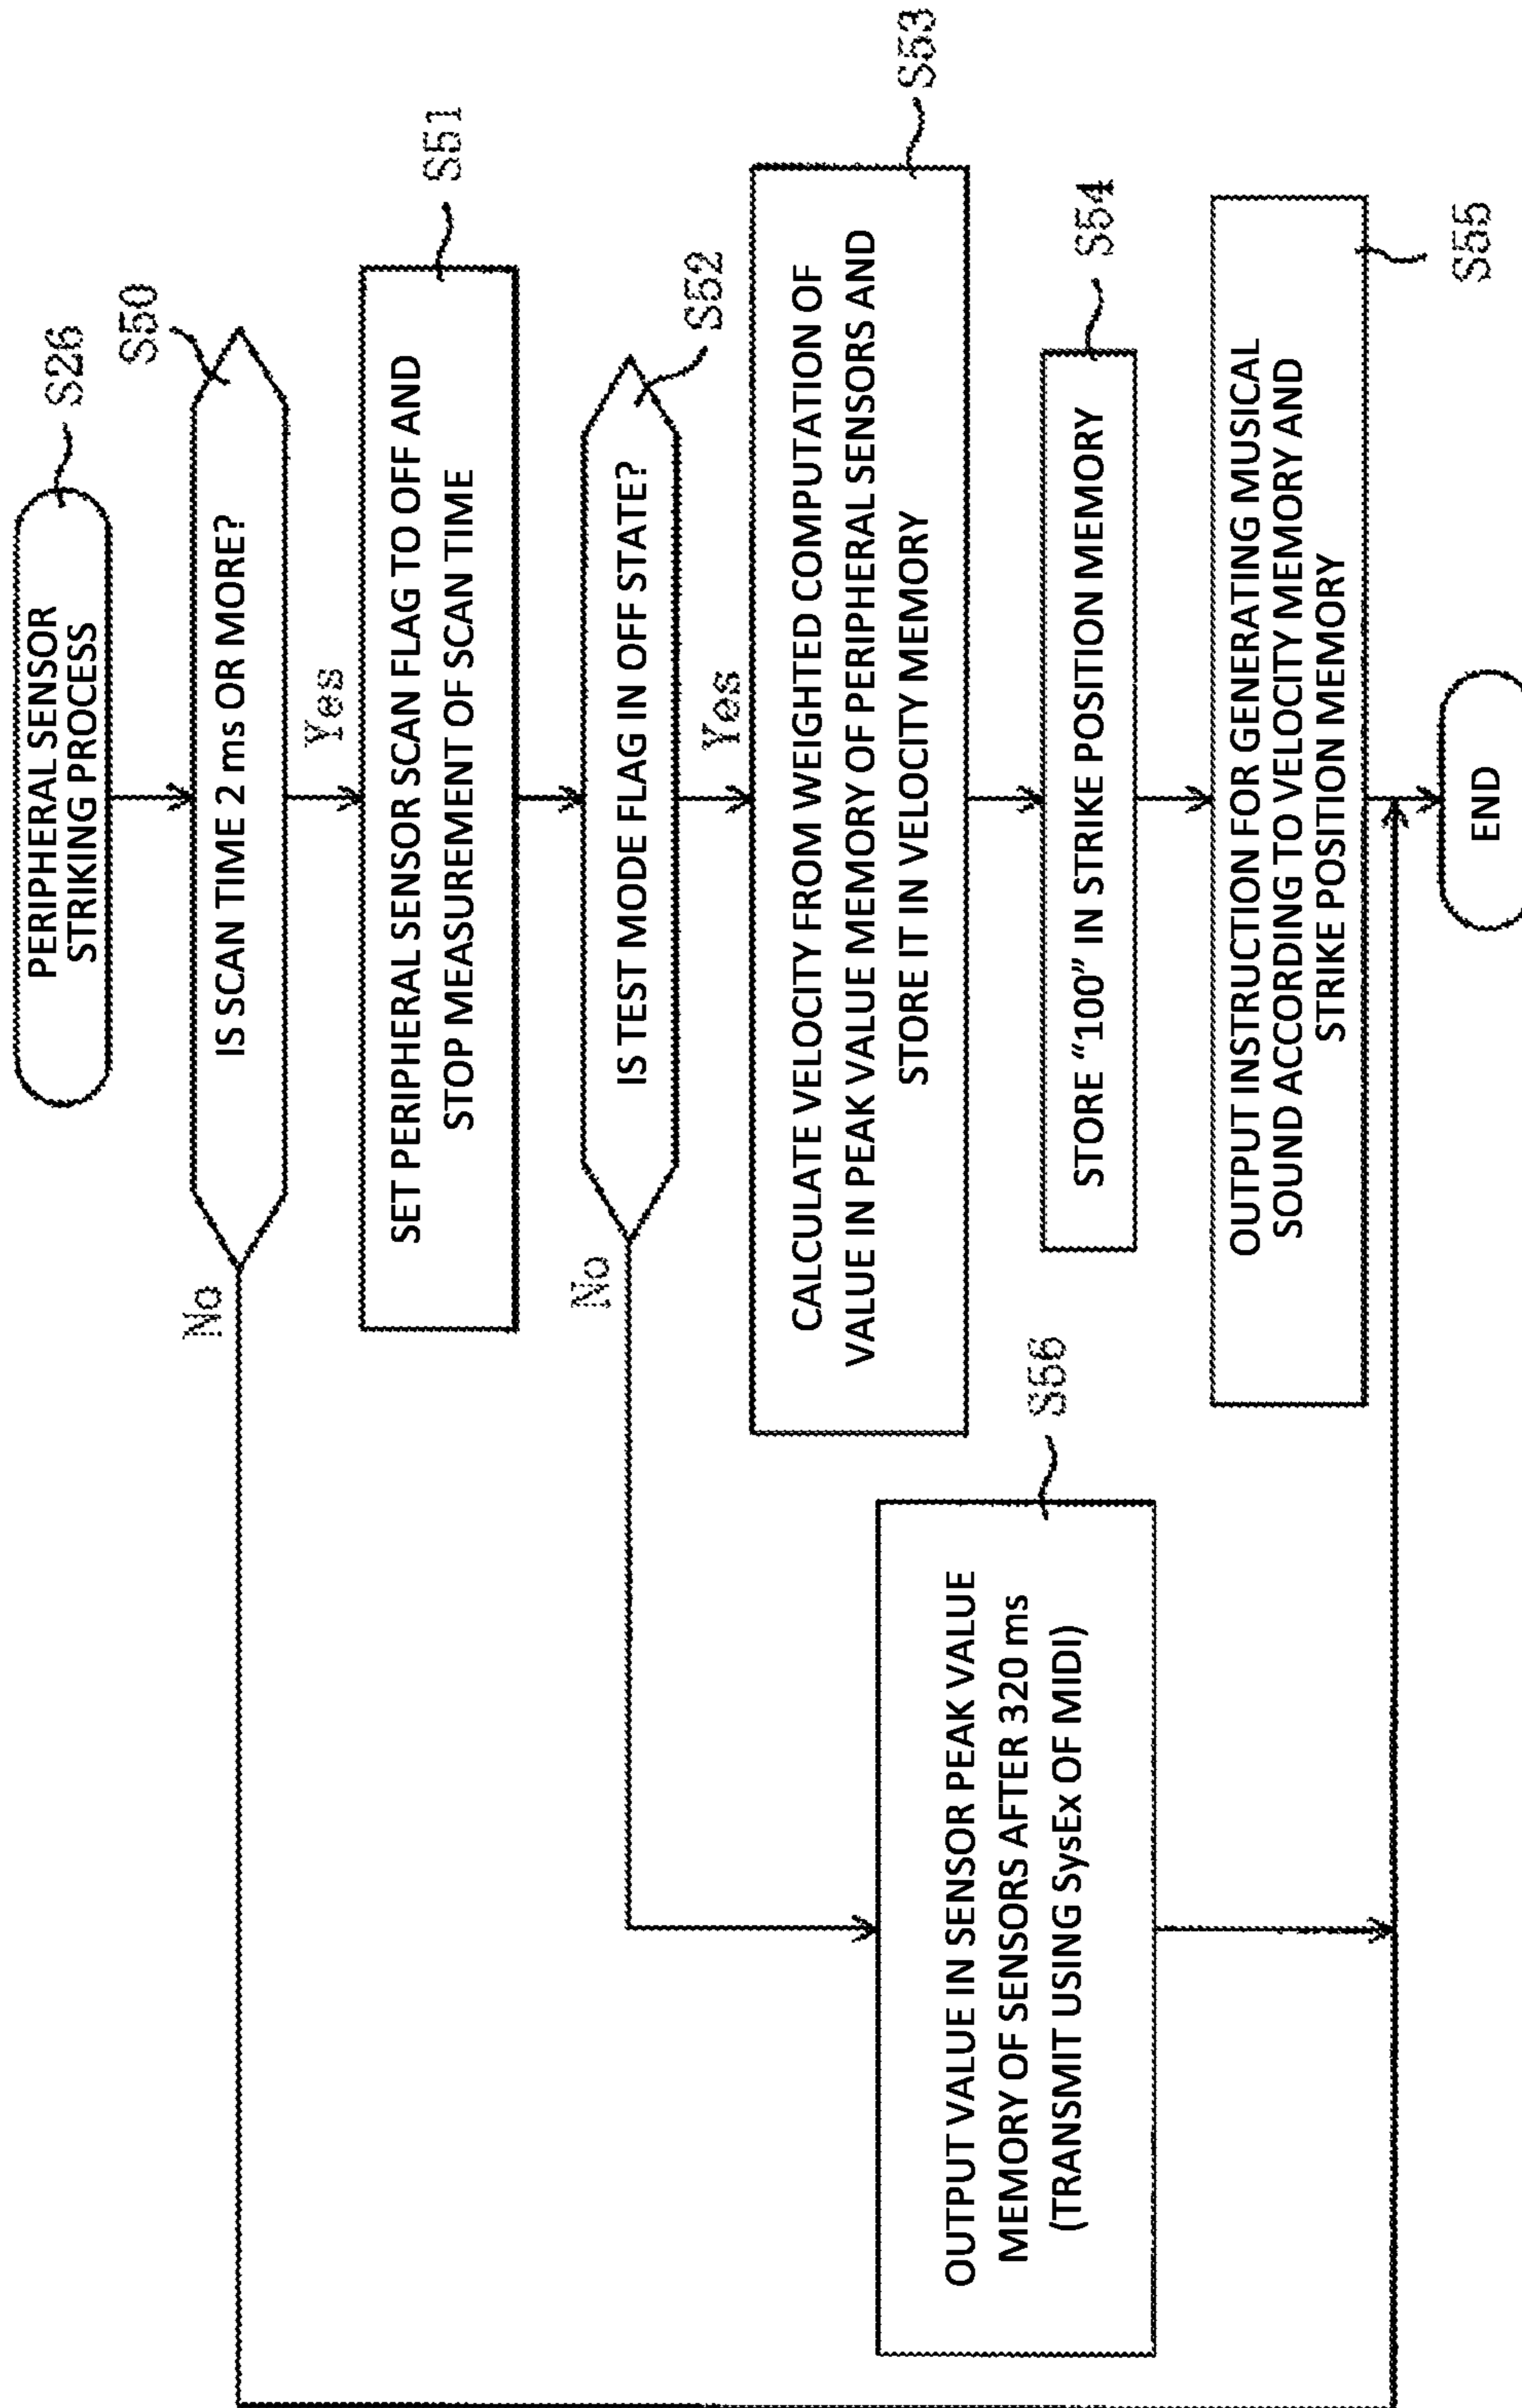 PERIPHERAL SENSOR
STRIKING PROCESS
S26
IS SCAN TIME 2 ms OR MORE?
S50
No
Yes
SET PERIPHERAL SENSOR SCAN FLAG TO OFF AND
STOP MEASUREMENT OF SCAN TIME
S51
IS TEST MODE FLAG IN OFF STATE?
S52
No
Yes
CALCULATE VELOCITY FROM WEIGHTED COMPUTATION OF
VALUE IN PEAK VALUE MEMORY OF PERIPHERAL SENSORS AND
STORE IT IN VELOCITY MEMORY
S53
OUTPUT VALUE IN SENSOR PEAK VALUE
MEMORY OF SENSORS AFTER 320 ms
(TRANSMIT USING SysEx OF MIDI)
S56
STORE “100” IN STRIKE POSITION MEMORY
S54
OUTPUT INSTRUCTION FOR GENERATING MUSICAL
SOUND ACCORDING TO VELOCITY MEMORY AND
STRIKE POSITION MEMORY
S55
END